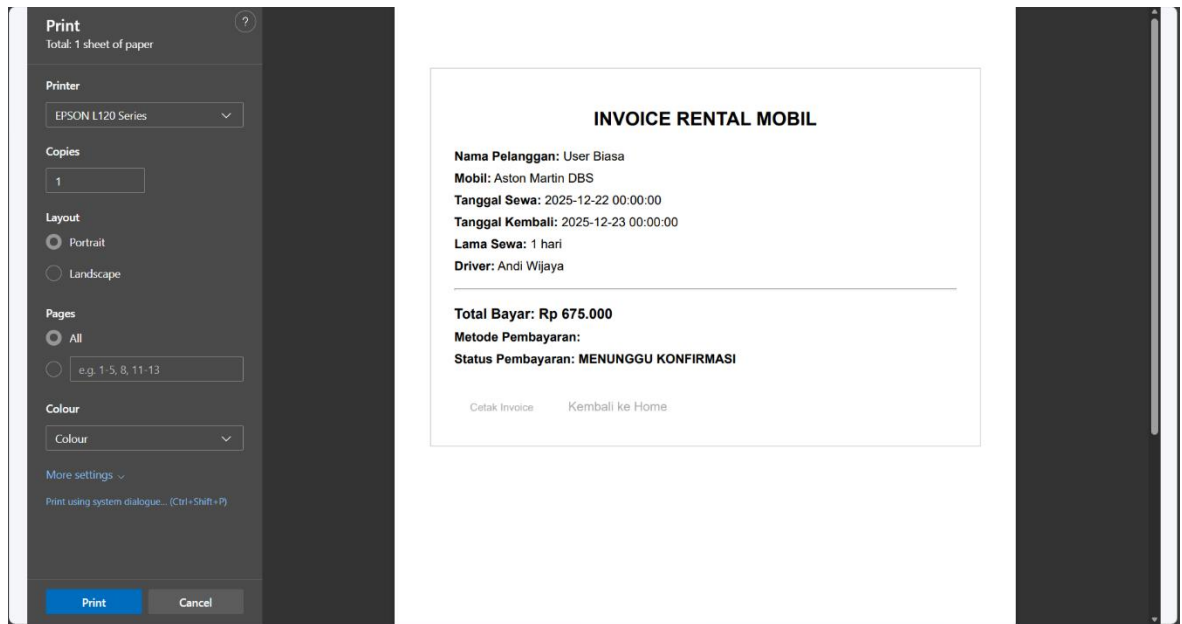 Print
?
Total: 1 sheet of paper
Printer
EPSON L120 Series
Copies
1
Layout
Portrait
Landscape
Pages
All
e.g. 1-5, 8, 11-13
Colour
Colour
More settings
Print using system dialogue... (Ctrl+Shift+P)
Print Cancel
INVOICE RENTAL MOBIL
Nama Pelanggan: User Biasa
Mobil: Aston Martin DBS
Tanggal Sewa: 2025-12-22 00:00:00
Tanggal Kembali: 2025-12-23 00:00:00
Lama Sewa: 1 hari
Driver: Andi Wijaya
Total Bayar: Rp 675.000
Metode Pembayaran:
Status Pembayaran: MENUNGGU KONFIRMASI
Cetak Invoice Kembali ke Home